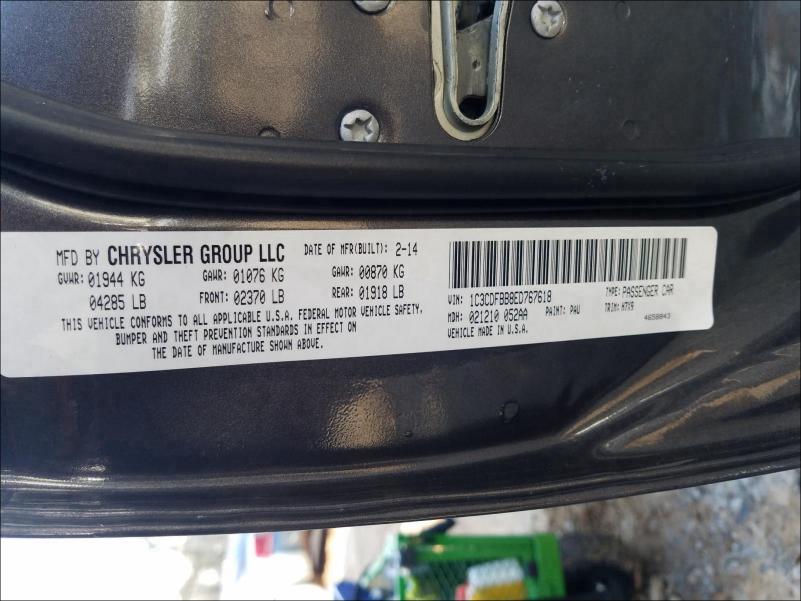 MFD BY CHRYSLER GROUP LLC DATE OF MFR(BUILT): 2-14
GVWR: 01944 KG GAWR: 01076 KG GAWR: 00870 KG
04285 LB FRONT: 02370 LB REAR: 01918 LB
THIS VEHICLE CONFORMS TO ALL APPLICABLE U.S.A. FEDERAL MOTOR VEHICLE SAFETY,
BUMPER AND THEFT PREVENTION STANDARDS IN EFFECT ON
THE DATE OF MANUFACTURE SHOWN ABOVE.
VIN: 1C3CDFBB8ED767618 TYPE: PASSENGER CAR
MDH: 021210 052AA PAINT: PAU TRIM: H7X9
VEHICLE MADE IN U.S.A. 4658843